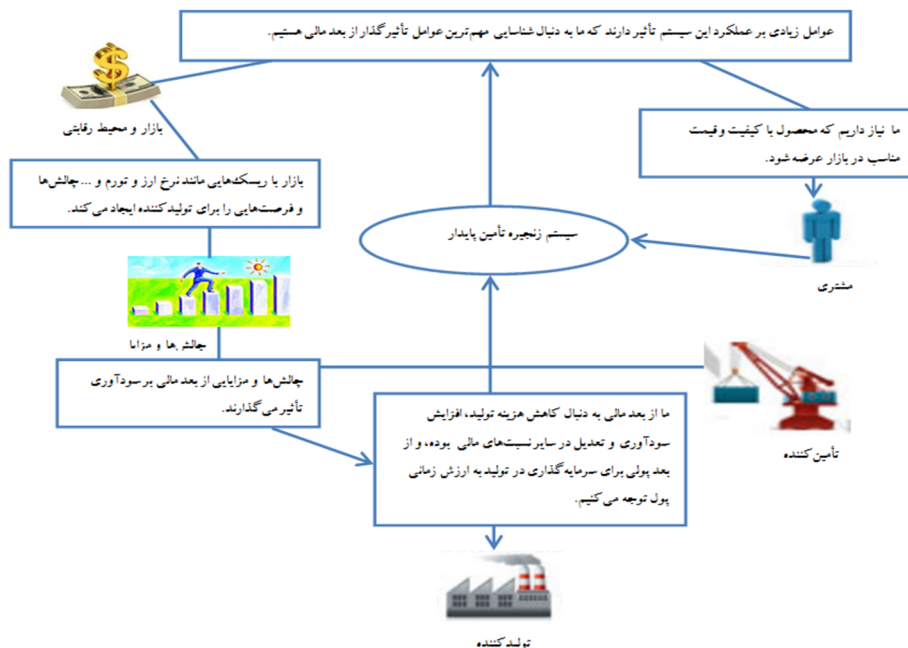 عوامل زیادی بر عملکرد این سیستم تأثیر دارند که ما به دنبال شناسایی مهم‌ترین عوامل تأثیرگذار از بعد مالی هستیم.
بازار و محیط رقابتی
ما نیاز داریم که محصول با کیفیت و قیمت
مناسب در بازار عرضه شود.
بازار با ریسک‌هایی مانند نرخ ارز و تورم و ... چالش‌ها
و فرصت‌هایی را برای تولیدکننده ایجاد می‌کند.
سیستم زنجیره تأمین پایدار
مشتری
چالش‌ها و مزایا
چالش‌ها و مزایایی از بعد مالی بر سودآوری
تأثیر می‌گذارند.
ما از بعد مالی به دنبال کاهش هزینه تولید، افزایش
سودآوری و تعدیل در سایر نسبت‌های مالی بوده، و از
بعد پولی برای سرمایه‌گذاری در تولید به ارزش زمانی
پول توجه می‌کنیم.
تأمین‌کننده
تولیدکننده